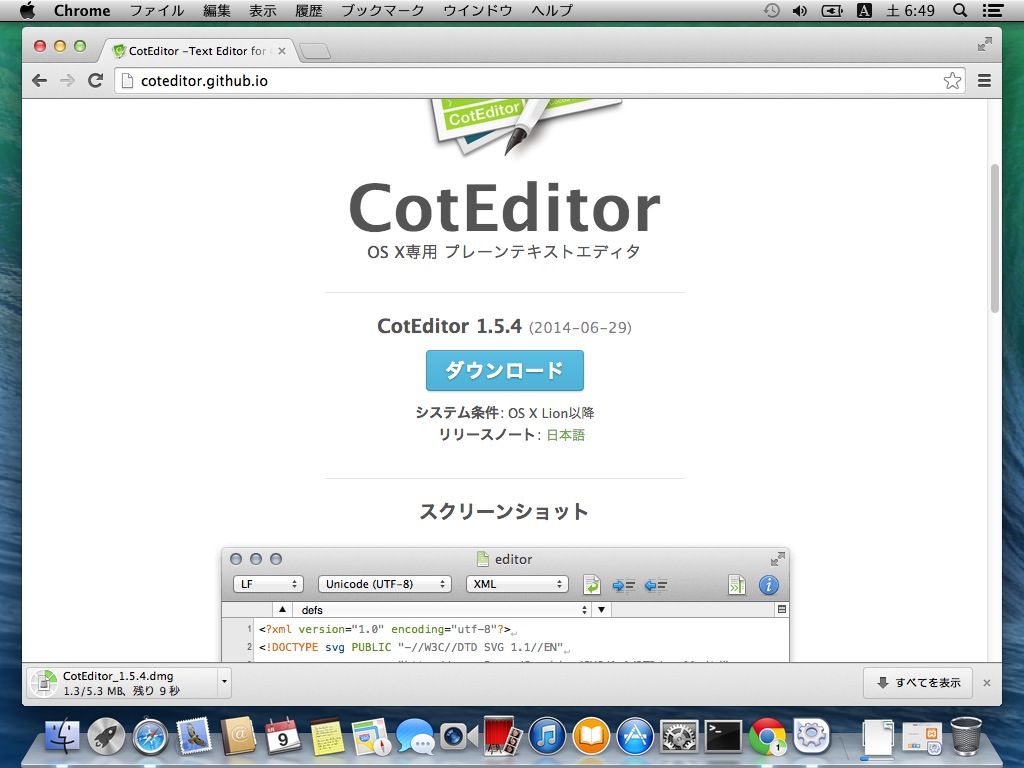 Chrome ファイル 編集 表示 履歴 ブックマーク ウインドウ ヘルプ A 土 6:49
CotEditor –Text Editor for
coteditor.github.io
CotEditor
CotEditor
OS X専用 プレーンテキストエディタ
CotEditor 1.5.4 (2014-06-29)
ダウンロード
システム条件: OS X Lion以降
リリースノート: 日本語
スクリーンショット
editor
LF Unicode (UTF-8) XML
defs
1 <?xml version="1.0" encoding="utf-8"?>
2 <!DOCTYPE svg PUBLIC "-//W3C//DTD SVG 1.1//EN"
CotEditor_1.5.4.dmg
1.3/5.3 MB、残り 9 秒
すべてを表示
9
1